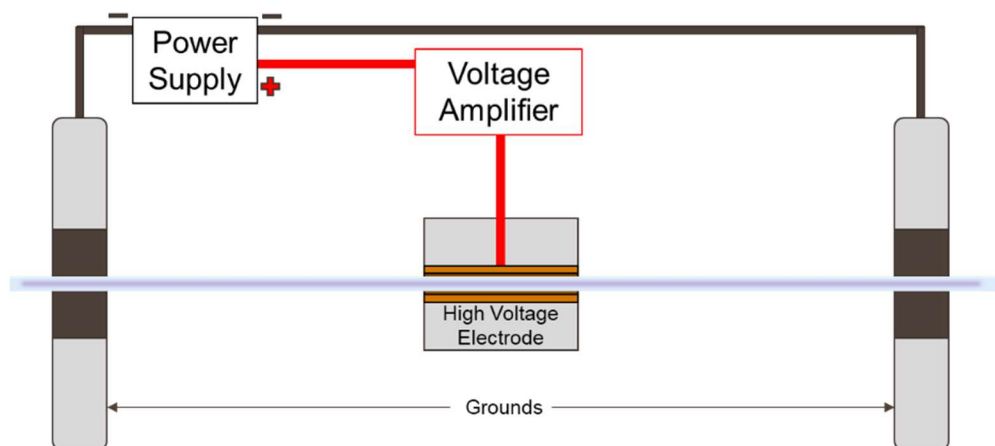 − −
Power
Supply
+
Voltage
Amplifier
High Voltage
Electrode
Grounds